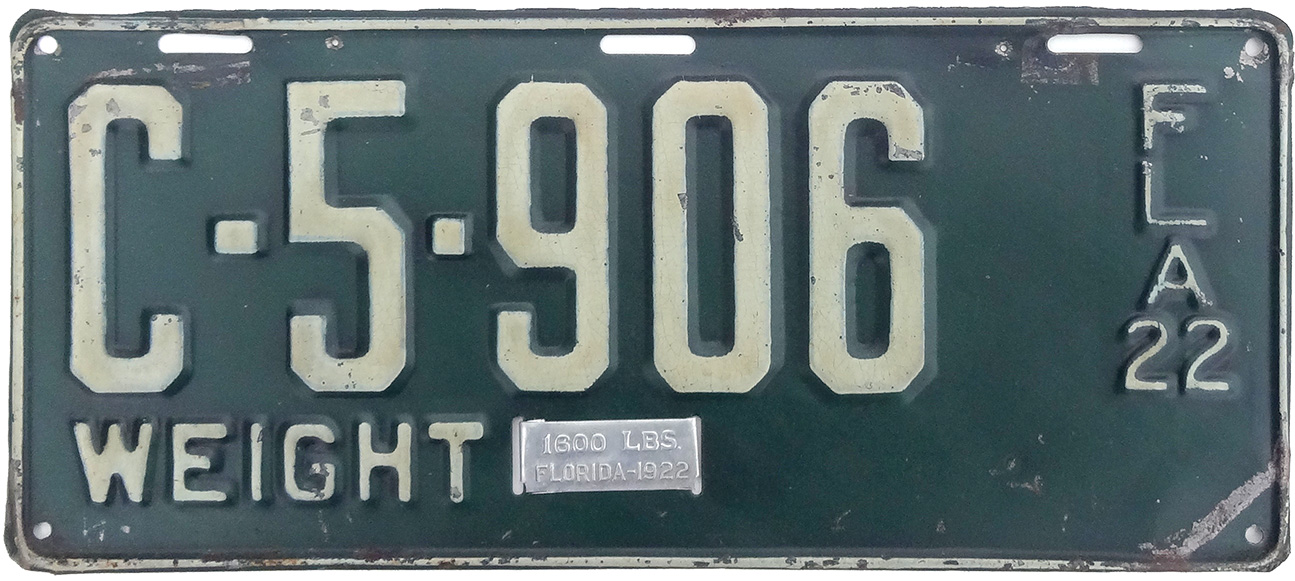 C-5-906
FLA
22
WEIGHT
1600 LBS.
FLORIDA-1922